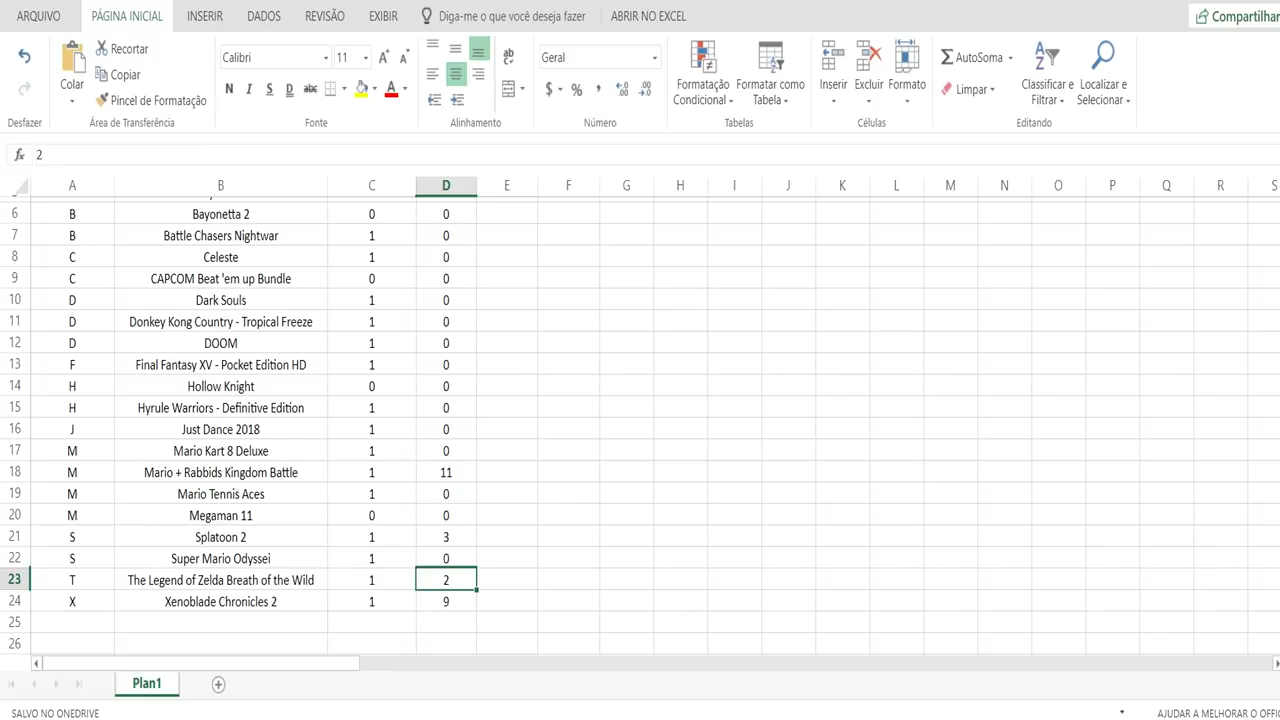 ARQUIVO PÁGINA INICIAL INSERIR DADOS REVISÃO EXIBIR Diga-me o que você deseja fazer ABRIR NO EXCEL Compartilhar
Desfazer
Colar
Recortar
Copiar
Pincel de Formatação
Área de Transferência
Calibri 11
N I S D abc A
Fonte
ab
Alinhamento
Geral
$ % ,
Número
Formatação Condicional
Formatar como Tabela
Tabelas
Inserir Excluir Formato
Células
AutoSoma
Limpar
Classificar e Filtrar
Localizar e Selecionar
Editando
fx 2
A B C D E F G H I J K L M N O P Q R S
6 B Bayonetta 2 0 0
7 B Battle Chasers Nightwar 1 0
8 C Celeste 1 0
9 C CAPCOM Beat 'em up Bundle 0 0
10 D Dark Souls 1 0
11 D Donkey Kong Country - Tropical Freeze 1 0
12 D DOOM 1 0
13 F Final Fantasy XV - Pocket Edition HD 1 0
14 H Hollow Knight 0 0
15 H Hyrule Warriors - Definitive Edition 1 0
16 J Just Dance 2018 1 0
17 M Mario Kart 8 Deluxe 1 0
18 M Mario + Rabbids Kingdom Battle 1 11
19 M Mario Tennis Aces 1 0
20 M Megaman 11 0 0
21 S Splatoon 2 1 3
22 S Super Mario Odyssei 1 0
23 T The Legend of Zelda Breath of the Wild 1 2
24 X Xenoblade Chronicles 2 1 9
25
26
Plan1
SALVO NO ONEDRIVE AJUDAR A MELHORAR O OFFIC